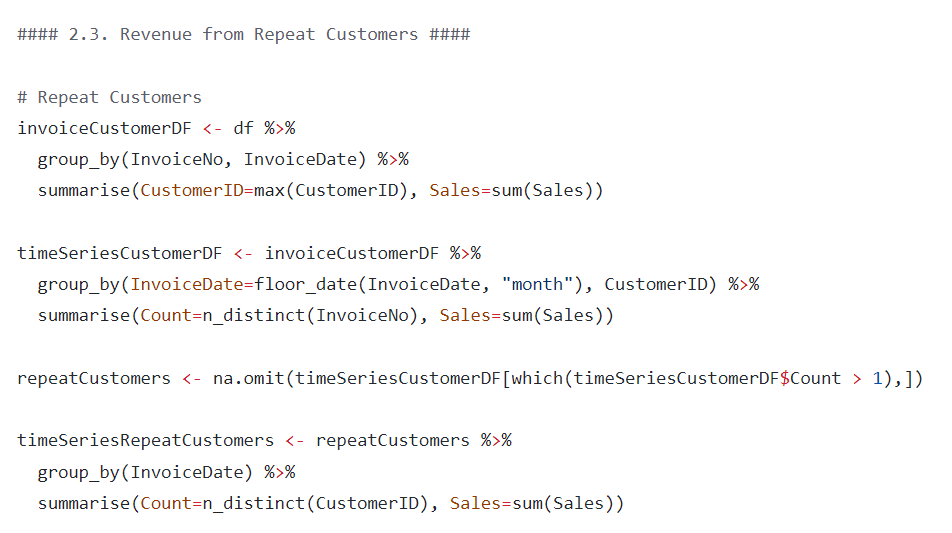 #### 2.3. Revenue from Repeat Customers ####
# Repeat Customers
invoiceCustomerDF <- df %>%
  group_by(InvoiceNo, InvoiceDate) %>%
  summarise(CustomerID=max(CustomerID), Sales=sum(Sales))
timeSeriesCustomerDF <- invoiceCustomerDF %>%
  group_by(InvoiceDate=floor_date(InvoiceDate, "month"), CustomerID) %>%
  summarise(Count=n_distinct(InvoiceNo), Sales=sum(Sales))
repeatCustomers <- na.omit(timeSeriesCustomerDF[which(timeSeriesCustomerDF$Count > 1),])
timeSeriesRepeatCustomers <- repeatCustomers %>%
  group_by(InvoiceDate) %>%
  summarise(Count=n_distinct(CustomerID), Sales=sum(Sales))